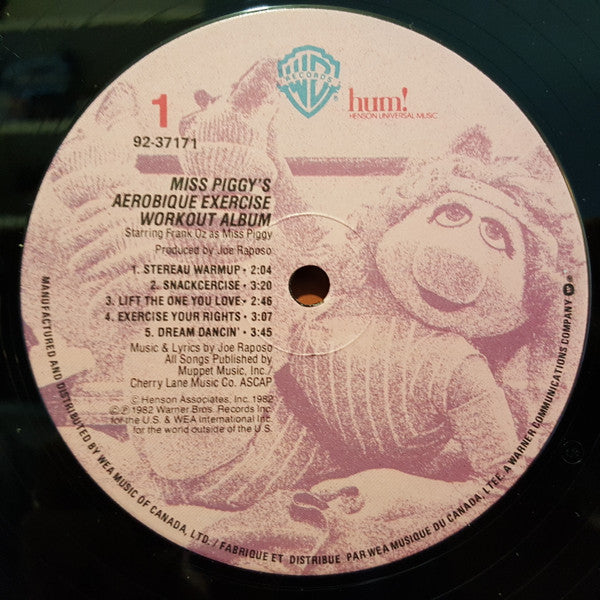 WB
RECORDS
®
hum!
HENSON UNIVERSAL MUSIC
1
92-37171
MISS PIGGY'S
AEROBIQUE EXERCISE
WORKOUT ALBUM
Starring Frank Oz as Miss Piggy
Produced by Joe Raposo
1. STEREAU WARMUP • 2:04
2. SNACKCERCISE • 3:20
3. LIFT THE ONE YOU LOVE • 2:46
4. EXERCISE YOUR RIGHTS • 3:07
5. DREAM DANCIN' • 3:45
Music & Lyrics by Joe Raposo
All Songs Published by
Muppet Music, Inc./
Cherry Lane Music Co. ASCAP
© Henson Associates, Inc. 1982
©℗ 1982 Warner Bros. Records Inc.
for the U.S. & WEA International Inc.
for the world outside of the U.S.
MANUFACTURED AND DISTRIBUTED BY WEA MUSIC OF CANADA, LTD. / FABRIQUE ET DISTRIBUE PAR WEA MUSIQUE DU CANADA, LTEE. A WARNER COMMUNICATIONS COMPANY